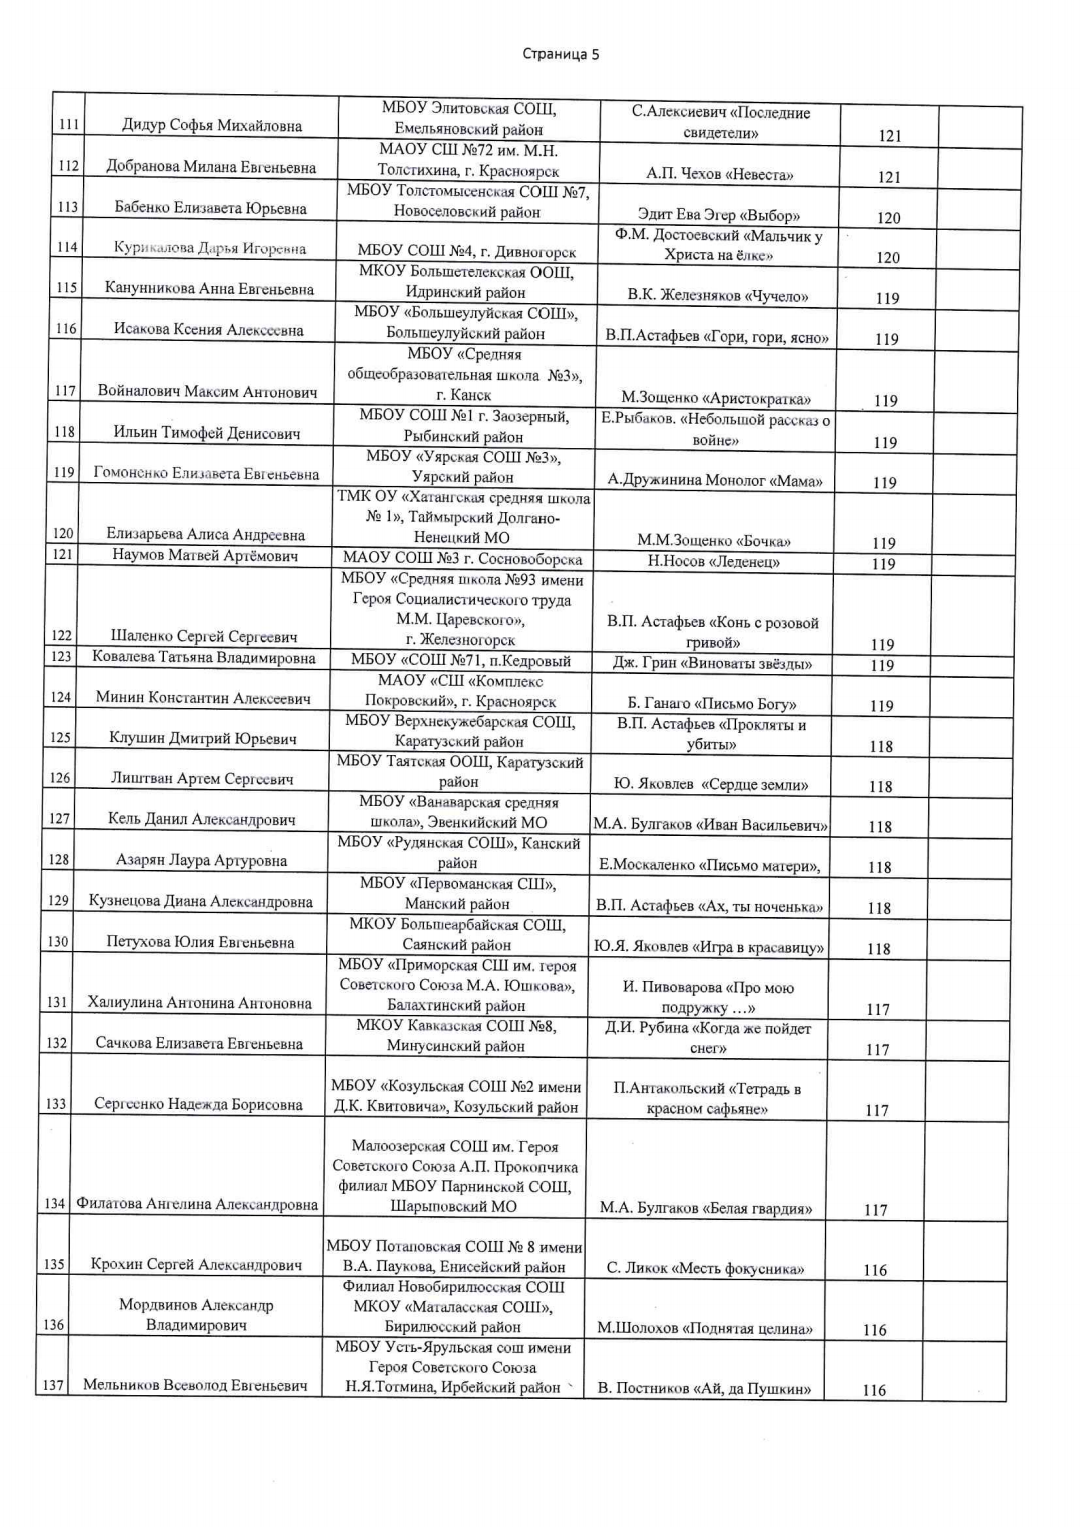 Страница 5
МБОУ Элитовская СОШ, С.Алексиевич «Последние
111 Дидур Софья Михайловна Емельяновский район свидетели» 121
МАОУ СШ №72 им. М.Н.
112 Добранова Милана Евгеньевна Толстихина, г. Красноярск А.П. Чехов «Невеста» 121
МБОУ Толстомысенская СОШ №7,
113 Бабенко Елизавета Юрьевна Новоселовский район Эдит Ева Эгер «Выбор» 120
Ф.М. Достоевский «Мальчик у
114 Курикалова Дарья Игоревна МБОУ СОШ №4, г. Дивногорск Христа на ёлке» 120
МКОУ Большетелекская ООШ,
115 Канунникова Анна Евгеньевна Идринский район В.К. Железняков «Чучело» 119
МБОУ «Большеулуйская СОШ»,
116 Исакова Ксения Алексеевна Большеулуйский район В.П.Астафьев «Гори, гори, ясно» 119
МБОУ «Средняя
общеобразовательная школа №3»,
117 Войналович Максим Антонович г. Канск М.Зощенко «Аристократка» 119
МБОУ СОШ №1 г. Заозерный, Е.Рыбаков. «Небольшой рассказ о
118 Ильин Тимофей Денисович Рыбинский район войне» 119
МБОУ «Уярская СОШ №3»,
119 Гомоненко Елизавета Евгеньевна Уярский район А.Дружинина Монолог «Мама» 119
ТМК ОУ «Хатангская средняя школа
№ 1», Таймырский Долгано-
120 Елизарьева Алиса Андреевна Ненецкий МО М.М.Зощенко «Бочка» 119
121 Наумов Матвей Артёмович МАОУ СОШ №3 г. Сосновоборска Н.Носов «Леденец» 119
МБОУ «Средняя школа №93 имени
Героя Социалистического труда
М.М. Царевского», В.П. Астафьев «Конь с розовой
122 Шаленко Сергей Сергеевич г. Железногорск гривой» 119
123 Ковалева Татьяна Владимировна МБОУ «СОШ №71, п.Кедровый Дж. Грин «Виноваты звёзды» 119
МАОУ «СШ «Комплекс
124 Минин Константин Алексеевич Покровский», г. Красноярск Б. Ганаго «Письмо Богу» 119
МБОУ Верхнекужебарская СОШ, В.П. Астафьев «Прокляты и
125 Клушин Дмитрий Юрьевич Каратузский район убиты» 118
МБОУ Таятская ООШ, Каратузский
126 Лиштван Артем Сергеевич район Ю. Яковлев «Сердце земли» 118
МБОУ «Ванаварская средняя
127 Кель Данил Александрович школа», Эвенкийский МО М.А. Булгаков «Иван Васильевич» 118
МБОУ «Рудянская СОШ», Канский
128 Азарян Лаура Артуровна район Е.Москаленко «Письмо матери», 118
МБОУ «Первоманская СШ»,
129 Кузнецова Диана Александровна Манский район В.П. Астафьев «Ах, ты ноченька» 118
МКОУ Большеарбайская СОШ,
130 Петухова Юлия Евгеньевна Саянский район Ю.Я. Яковлев «Игра в красавицу» 118
МБОУ «Приморская СШ им. героя
Советского Союза М.А. Юшкова», И. Пивоварова «Про мою
131 Халиулина Антонина Антоновна Балахтинский район подружку …» 117
МКОУ Кавказская СОШ №8, Д.И. Рубина «Когда же пойдет
132 Сачкова Елизавета Евгеньевна Минусинский район снег» 117
МБОУ «Козульская СОШ №2 имени П.Антакольский «Тетрадь в
133 Сергеенко Надежда Борисовна Д.К. Квитовича», Козульский район красном сафьяне» 117
Малоозерская СОШ им. Героя
Советского Союза А.П. Прокопчика
филиал МБОУ Парнинской СОШ,
134 Филатова Ангелина Александровна Шарыповский МО М.А. Булгаков «Белая гвардия» 117
МБОУ Потаповская СОШ № 8 имени
135 Крохин Сергей Александрович В.А. Паукова, Енисейский район С. Ликок «Месть фокусника» 116
Филиал Новобирилюсская СОШ
Мордвинов Александр МКОУ «Маталасская СОШ»,
136 Владимирович Бирилюсский район М.Шолохов «Поднятая целина» 116
МБОУ Усть-Ярульская сош имени
Героя Советского Союза
137 Мельников Всеволод Евгеньевич Н.Я.Тотмина, Ирбейский район В. Постников «Ай, да Пушкин» 116